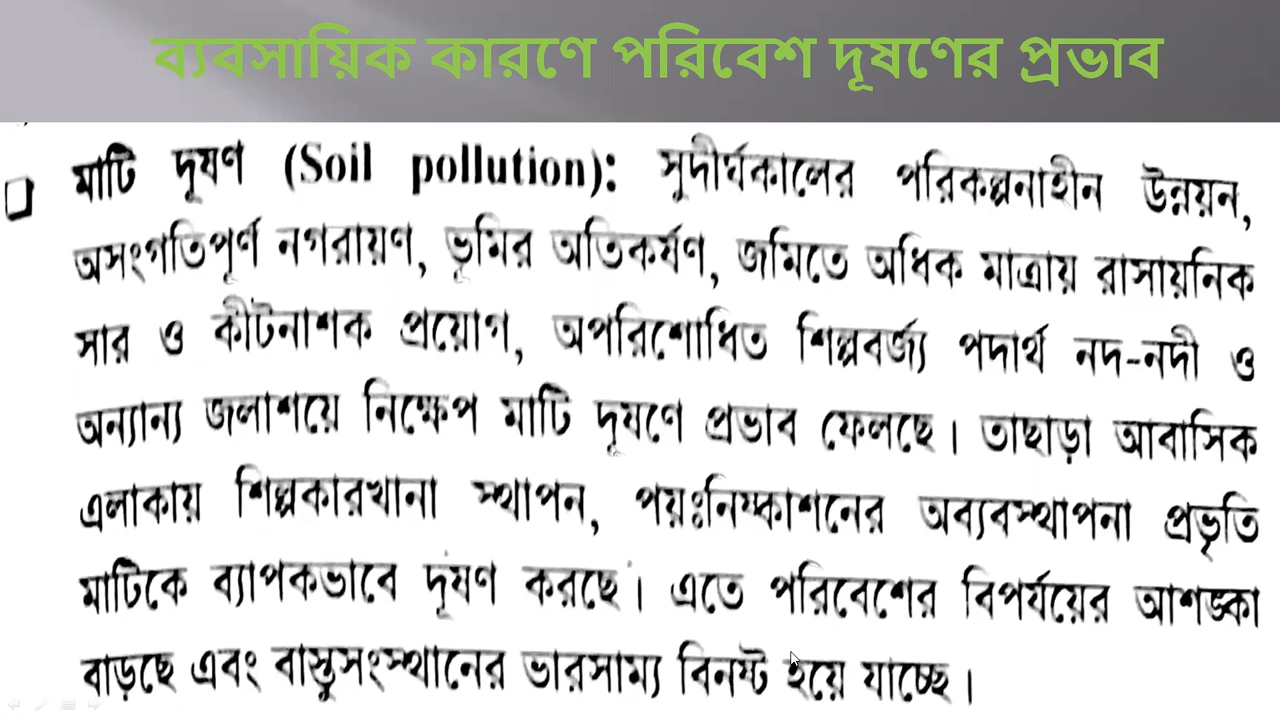 ব্যবসায়িক কারণে পরিবেশ দূষণের প্রভাব
মাটি দূষণ (Soil pollution): সুদীর্ঘকালের পরিকল্পনাহীন উন্নয়ন,
অসংগতিপূর্ণ নগরায়ণ, ভূমির অতিকর্ষণ, জমিতে অধিক মাত্রায় রাসায়নিক
সার ও কীটনাশক প্রয়োগ, অপরিশোধিত শিল্পবর্জ্য পদার্থ নদ-নদী ও
অন্যান্য জলাশয়ে নিক্ষেপ মাটি দূষণে প্রভাব ফেলছে। তাছাড়া আবাসিক
এলাকায় শিল্পকারখানা স্থাপন, পয়ঃনিষ্কাশনের অব্যবস্থাপনা প্রভৃতি
মাটিকে ব্যাপকভাবে দূষণ করছে। এতে পরিবেশের বিপর্যয়ের আশঙ্কা
বাড়ছে এবং বাস্তুসংস্থানের ভারসাম্য বিনষ্ট হয়ে যাচ্ছে।